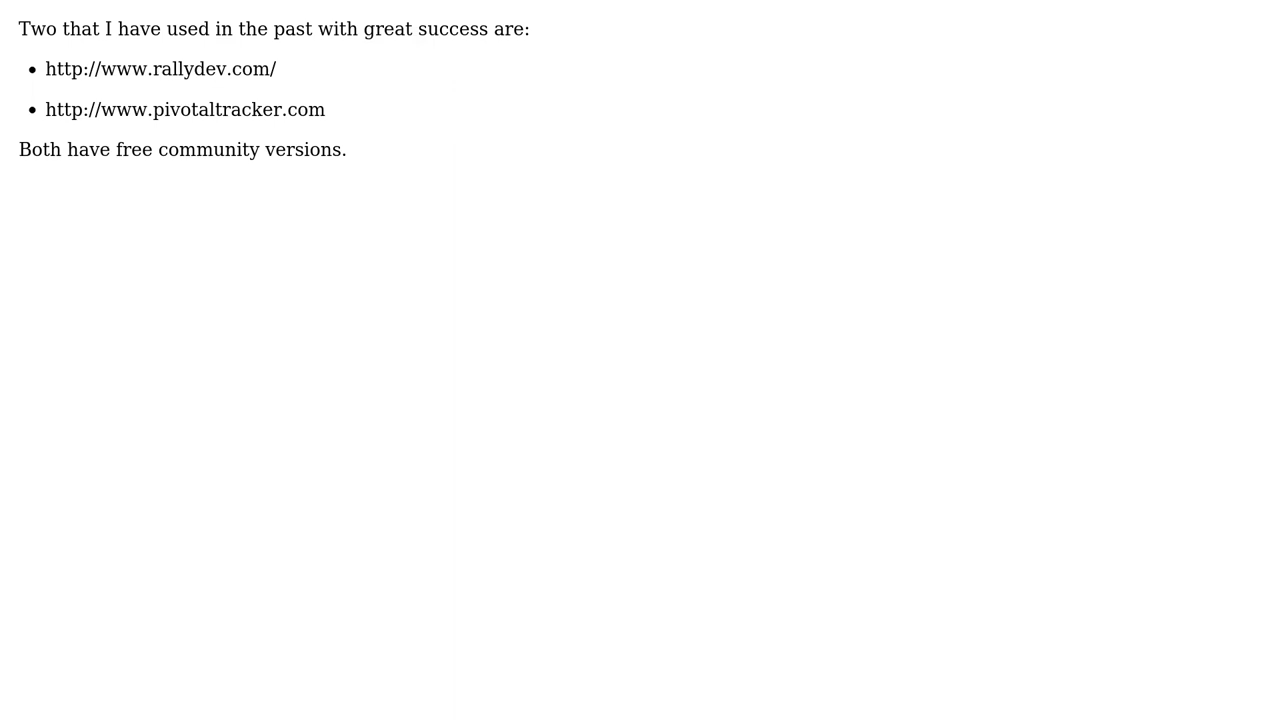 Two that I have used in the past with great success are:
• http://www.rallydev.com/
• http://www.pivotaltracker.com
Both have free community versions.